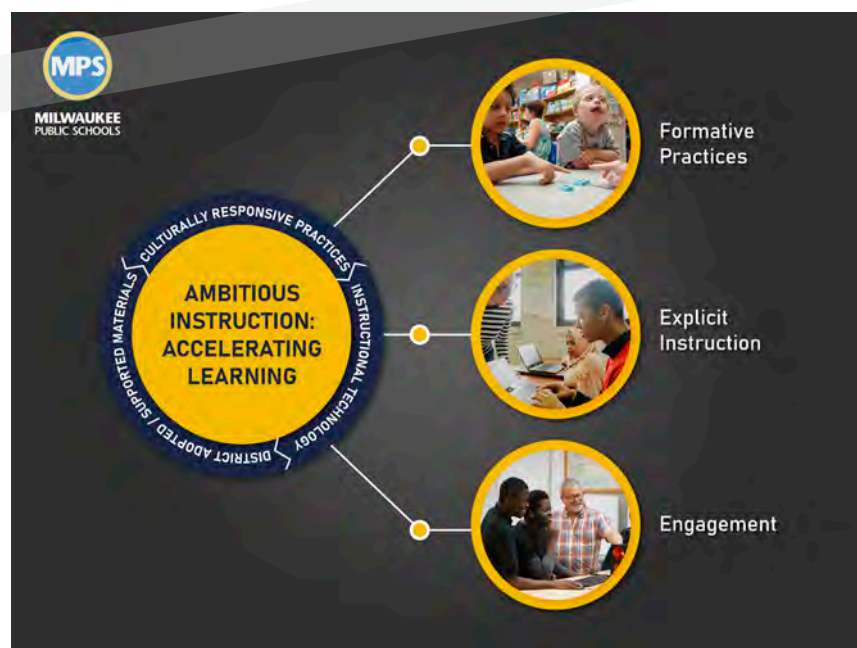 MPS
MILWAUKEE
PUBLIC SCHOOLS
CULTURALLY RESPONSIVE PRACTICES
INSTRUCTIONAL TECHNOLOGY
DISTRICT ADOPTED / SUPPORTED MATERIALS
AMBITIOUS
INSTRUCTION:
ACCELERATING
LEARNING
Formative
Practices
Explicit
Instruction
Engagement